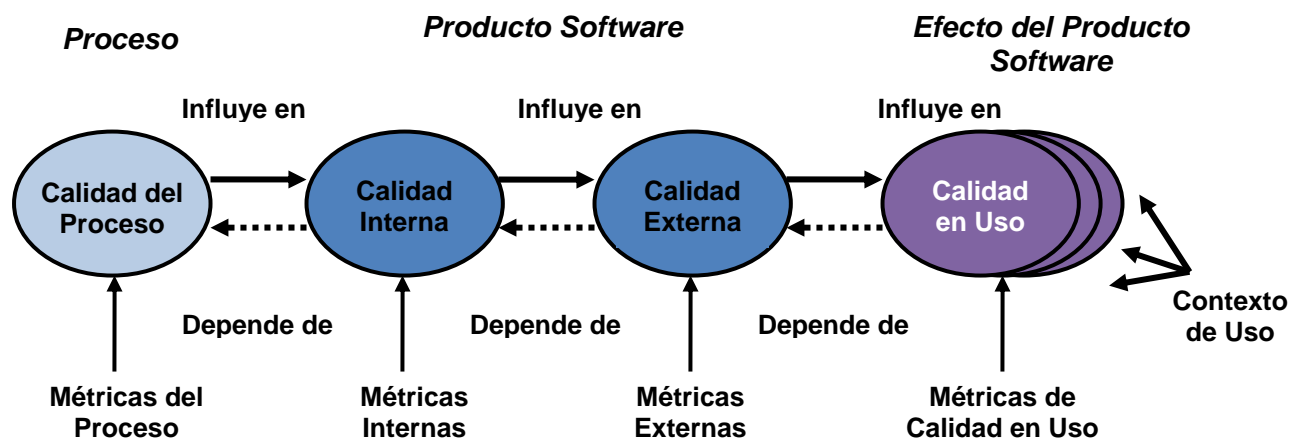 Proceso
Producto Software
Efecto del Producto
Software
Influye en
Influye en
Influye en
Calidad del
Proceso
Calidad
Interna
Calidad
Externa
Calidad
en Uso
Contexto
de Uso
Depende de
Depende de
Depende de
Métricas del
Proceso
Métricas
Internas
Métricas
Externas
Métricas de
Calidad en Uso